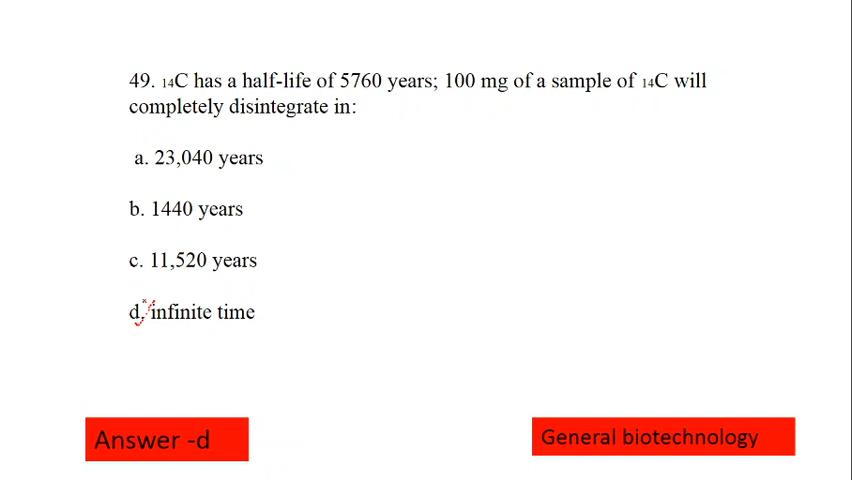 49. 14C has a half-life of 5760 years; 100 mg of a sample of 14C will
completely disintegrate in:
a. 23,040 years
b. 1440 years
c. 11,520 years
d. infinite time
Answer -d
General biotechnology